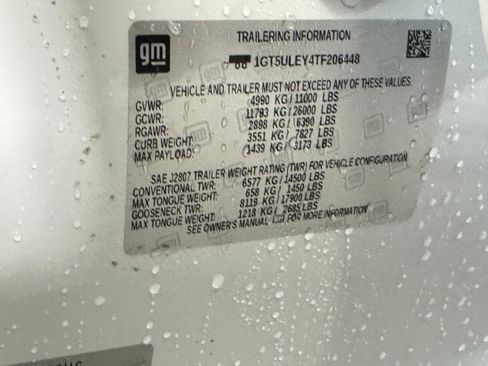 TRAILERING INFORMATION
gm
1GT5ULEY4TF206448
VEHICLE AND TRAILER MUST NOT EXCEED ANY OF THESE VALUES
GVWR: 4990 KG / 11000 LBS
GCWR: 11793 KG / 26000 LBS
RGAWR: 2898 KG / 6390 LBS
CURB WEIGHT: 3551 KG / 7827 LBS
MAX PAYLOAD: 1439 KG / 3173 LBS
SAE J2807 TRAILER WEIGHT RATING (TWR) FOR VEHICLE CONFIGURATION
CONVENTIONAL TWR: 6577 KG / 14500 LBS
MAX TONGUE WEIGHT: 658 KG / 1450 LBS
GOOSENECK TWR: 8119 KG / 17900 LBS
MAX TONGUE WEIGHT: 1218 KG / 2685 LBS
SEE OWNER'S MANUAL FOR MORE INFORMATION